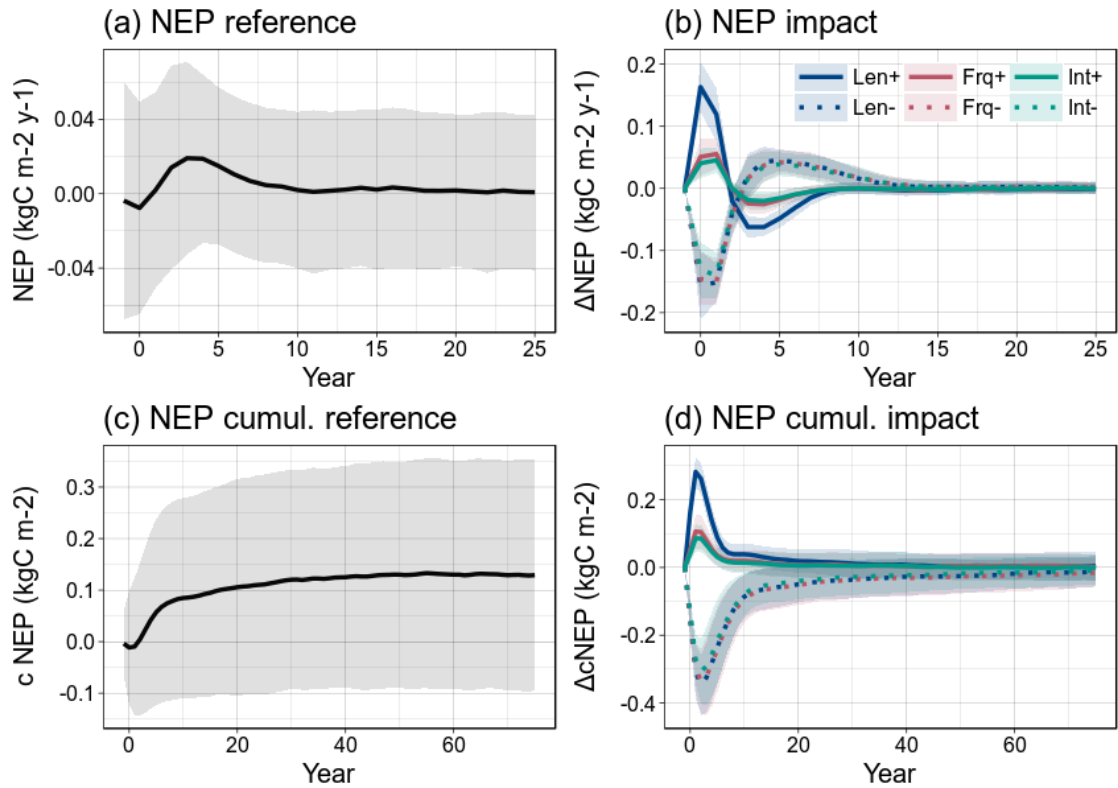 (a) NEP reference
NEP (kgC m-2 y-1)
0.04
0.00
-0.04
0 5 10 15 20 25
Year
(b) NEP impact
ΔNEP (kgC m-2 y-1)
0.2
0.1
0.0
-0.1
-0.2
Len+ Frq+ Int+
Len- Frq- Int-
0 5 10 15 20 25
Year
(c) NEP cumul. reference
c NEP (kgC m-2)
0.3
0.2
0.1
0.0
-0.1
0 20 40 60
Year
(d) NEP cumul. impact
ΔcNEP (kgC m-2)
0.2
0.0
-0.2
-0.4
0 20 40 60
Year